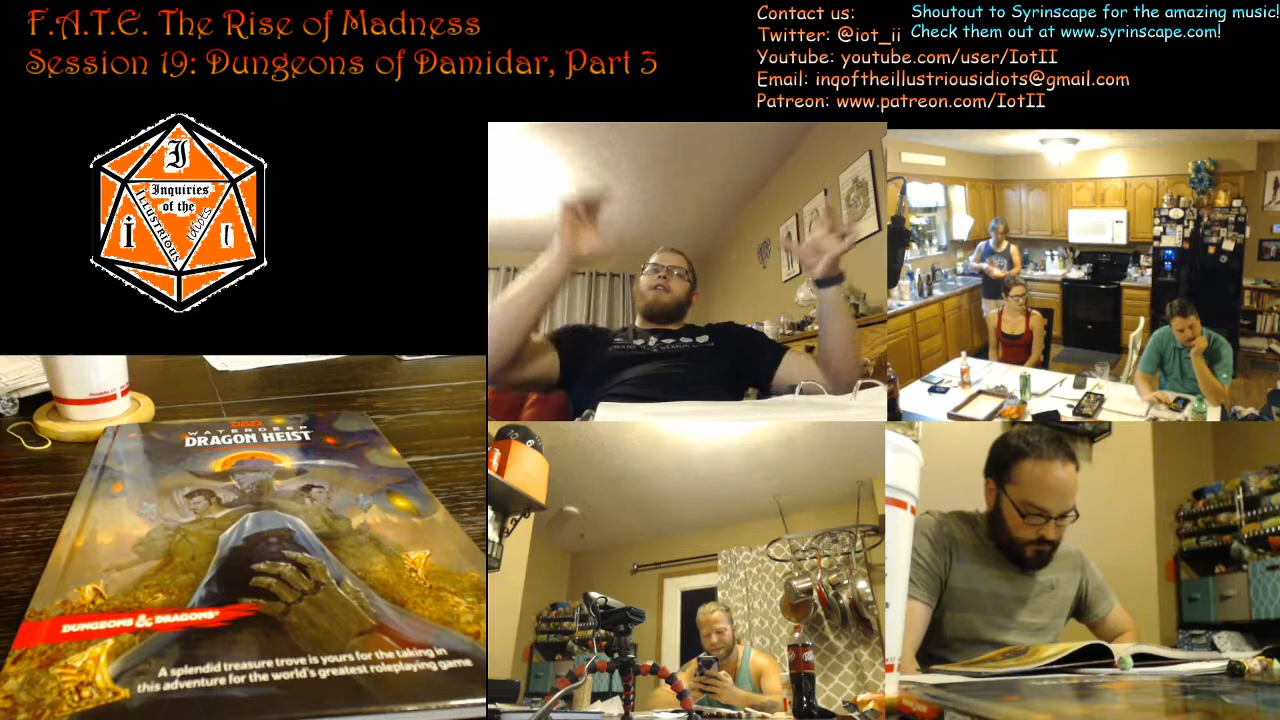 F.A.T.E. The Rise of Madness
Session 19: Dungeons of Damidar, Part 3
Contact us:
Twitter: @iot_ii
Youtube: youtube.com/user/IotII
Email: inqoftheillustriousidiots@gmail.com
Patreon: www.patreon.com/IotII
Shoutout to Syrinscape for the amazing music!
Check them out at www.syrinscape.com!
I
Inquiries
of the
ILLUSTRIOUS
idiots
i
I
D&D
WATERDEEP
DRAGON HEIST
DUNGEONS & DRAGONS
A splendid treasure trove is yours for the taking in
this adventure for the world's greatest roleplaying game